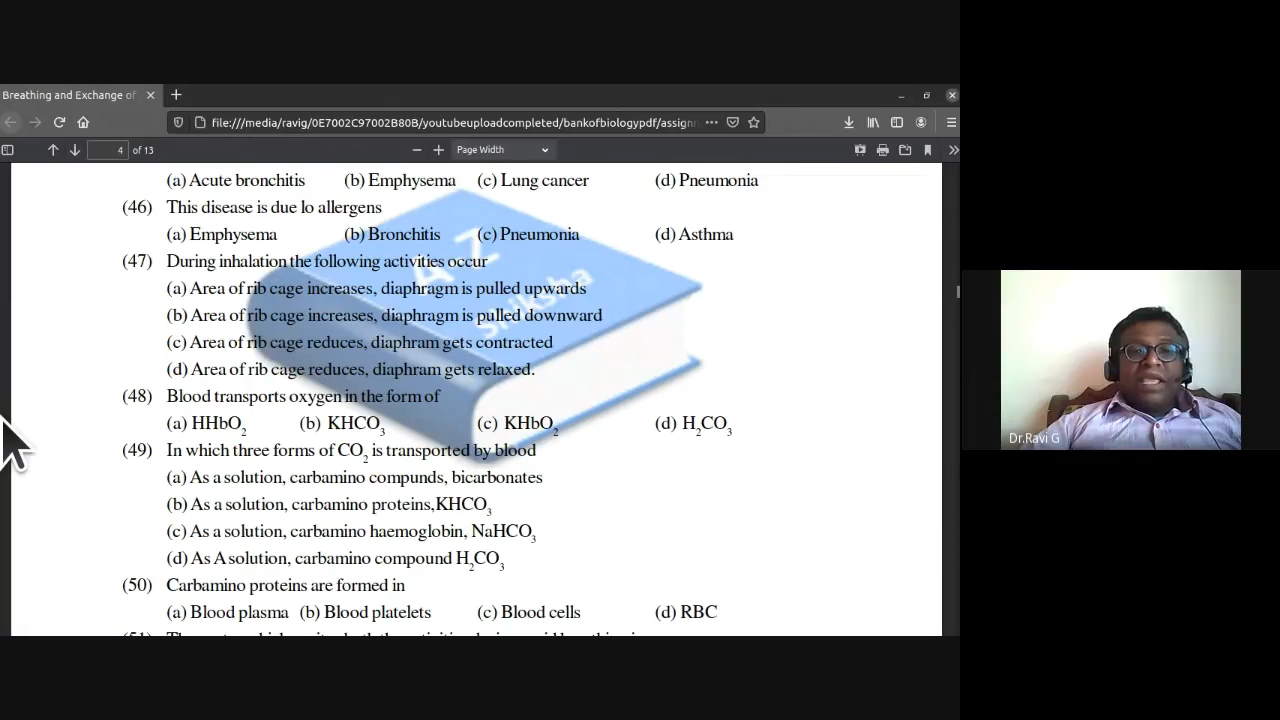 Breathing and Exchange of
file:///media/ravig/0E7002C97002B80B/youtubeuploadcompleted/bankofbiologypdf/assign
4 of 13
Page Width
(a) Acute bronchitis (b) Emphysema (c) Lung cancer (d) Pneumonia
(46) This disease is due lo allergens
(a) Emphysema (b) Bronchitis (c) Pneumonia (d) Asthma
(47) During inhalation the following activities occur
(a) Area of rib cage increases, diaphragm is pulled upwards
(b) Area of rib cage increases, diaphragm is pulled downward
(c) Area of rib cage reduces, diaphram gets contracted
(d) Area of rib cage reduces, diaphram gets relaxed.
(48) Blood transports oxygen in the form of
(a) HHbO₂ (b) KHCO₃ (c) KHbO₂ (d) H₂CO₃
(49) In which three forms of CO₂ is transported by blood
(a) As a solution, carbamino compunds, bicarbonates
(b) As a solution, carbamino proteins,KHCO₃
(c) As a solution, carbamino haemoglobin, NaHCO₃
(d) As A solution, carbamino compound H₂CO₃
(50) Carbamino proteins are formed in
(a) Blood plasma (b) Blood platelets (c) Blood cells (d) RBC
A Z
Shiksha
Dr.Ravi G